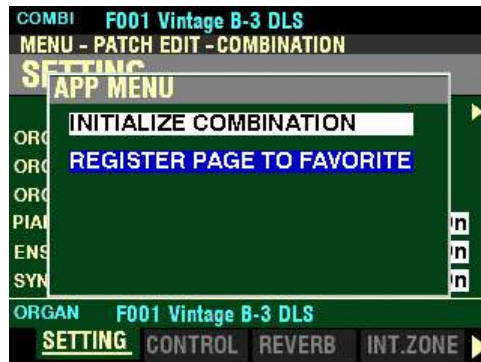 COMBI F001 Vintage B-3 DLS
MENU - PATCH EDIT -COMBINATION
APP MENU
INITIALIZE COMBINATION
REGISTER PAGE TO FAVORITE
ORGAN F001 Vintage B-3 DLS
SETTING CONTROL REVERB INT.ZONE